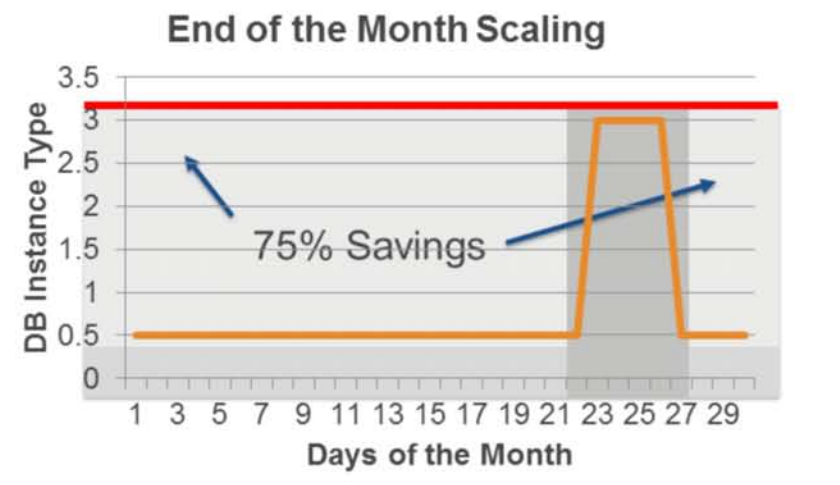 End of the Month Scaling
DB Instance Type
3.5
3
2.5
2
1.5
1
0.5
0
75% Savings
1 3 5 7 9 11 13 15 17 19 21 23 25 27 29
Days of the Month